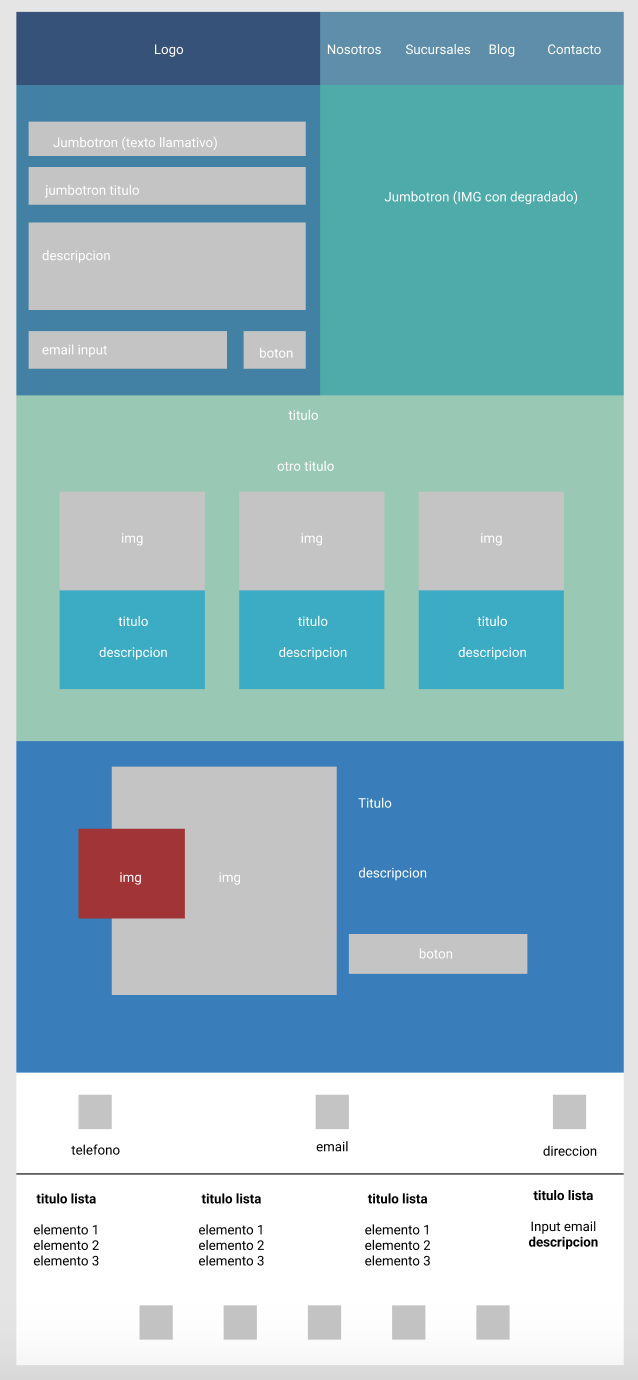 Logo
Nosotros Sucursales Blog Contacto
Jumbotron (texto llamativo)
jumbotron titulo
descripcion
email input
boton
Jumbotron (IMG con degradado)
titulo
otro titulo
img
titulo
descripcion
img
titulo
descripcion
img
titulo
descripcion
img
img
Titulo
descripcion
boton
telefono
email
direccion
titulo lista
elemento 1
elemento 2
elemento 3
titulo lista
elemento 1
elemento 2
elemento 3
titulo lista
elemento 1
elemento 2
elemento 3
titulo lista
Input email
descripcion